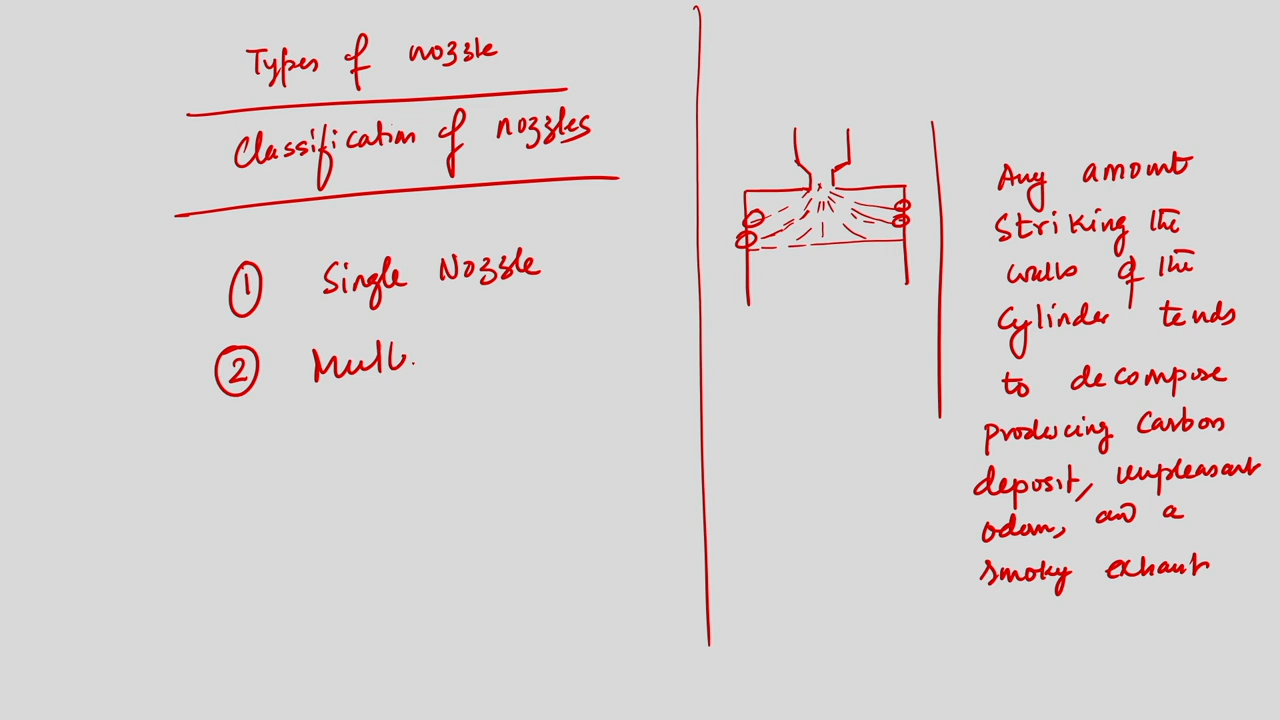 Types of nozzle
Classification of nozzles
1 Single Nozzle
2 Mult
Any amount
Striking the
walls of the
Cylinder tends
to decompose
producing Carbon
deposit, unpleasant
odour, and a
smoky exhaust